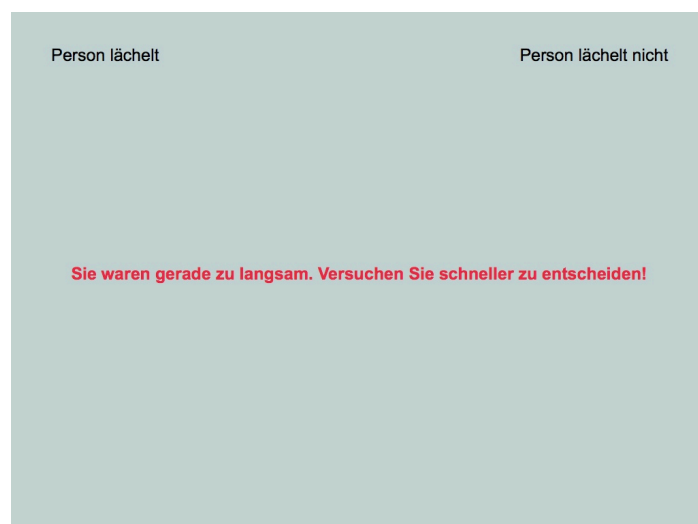 Person lächelt
Person lächelt nicht
Sie waren gerade zu langsam. Versuchen Sie schneller zu entscheiden!